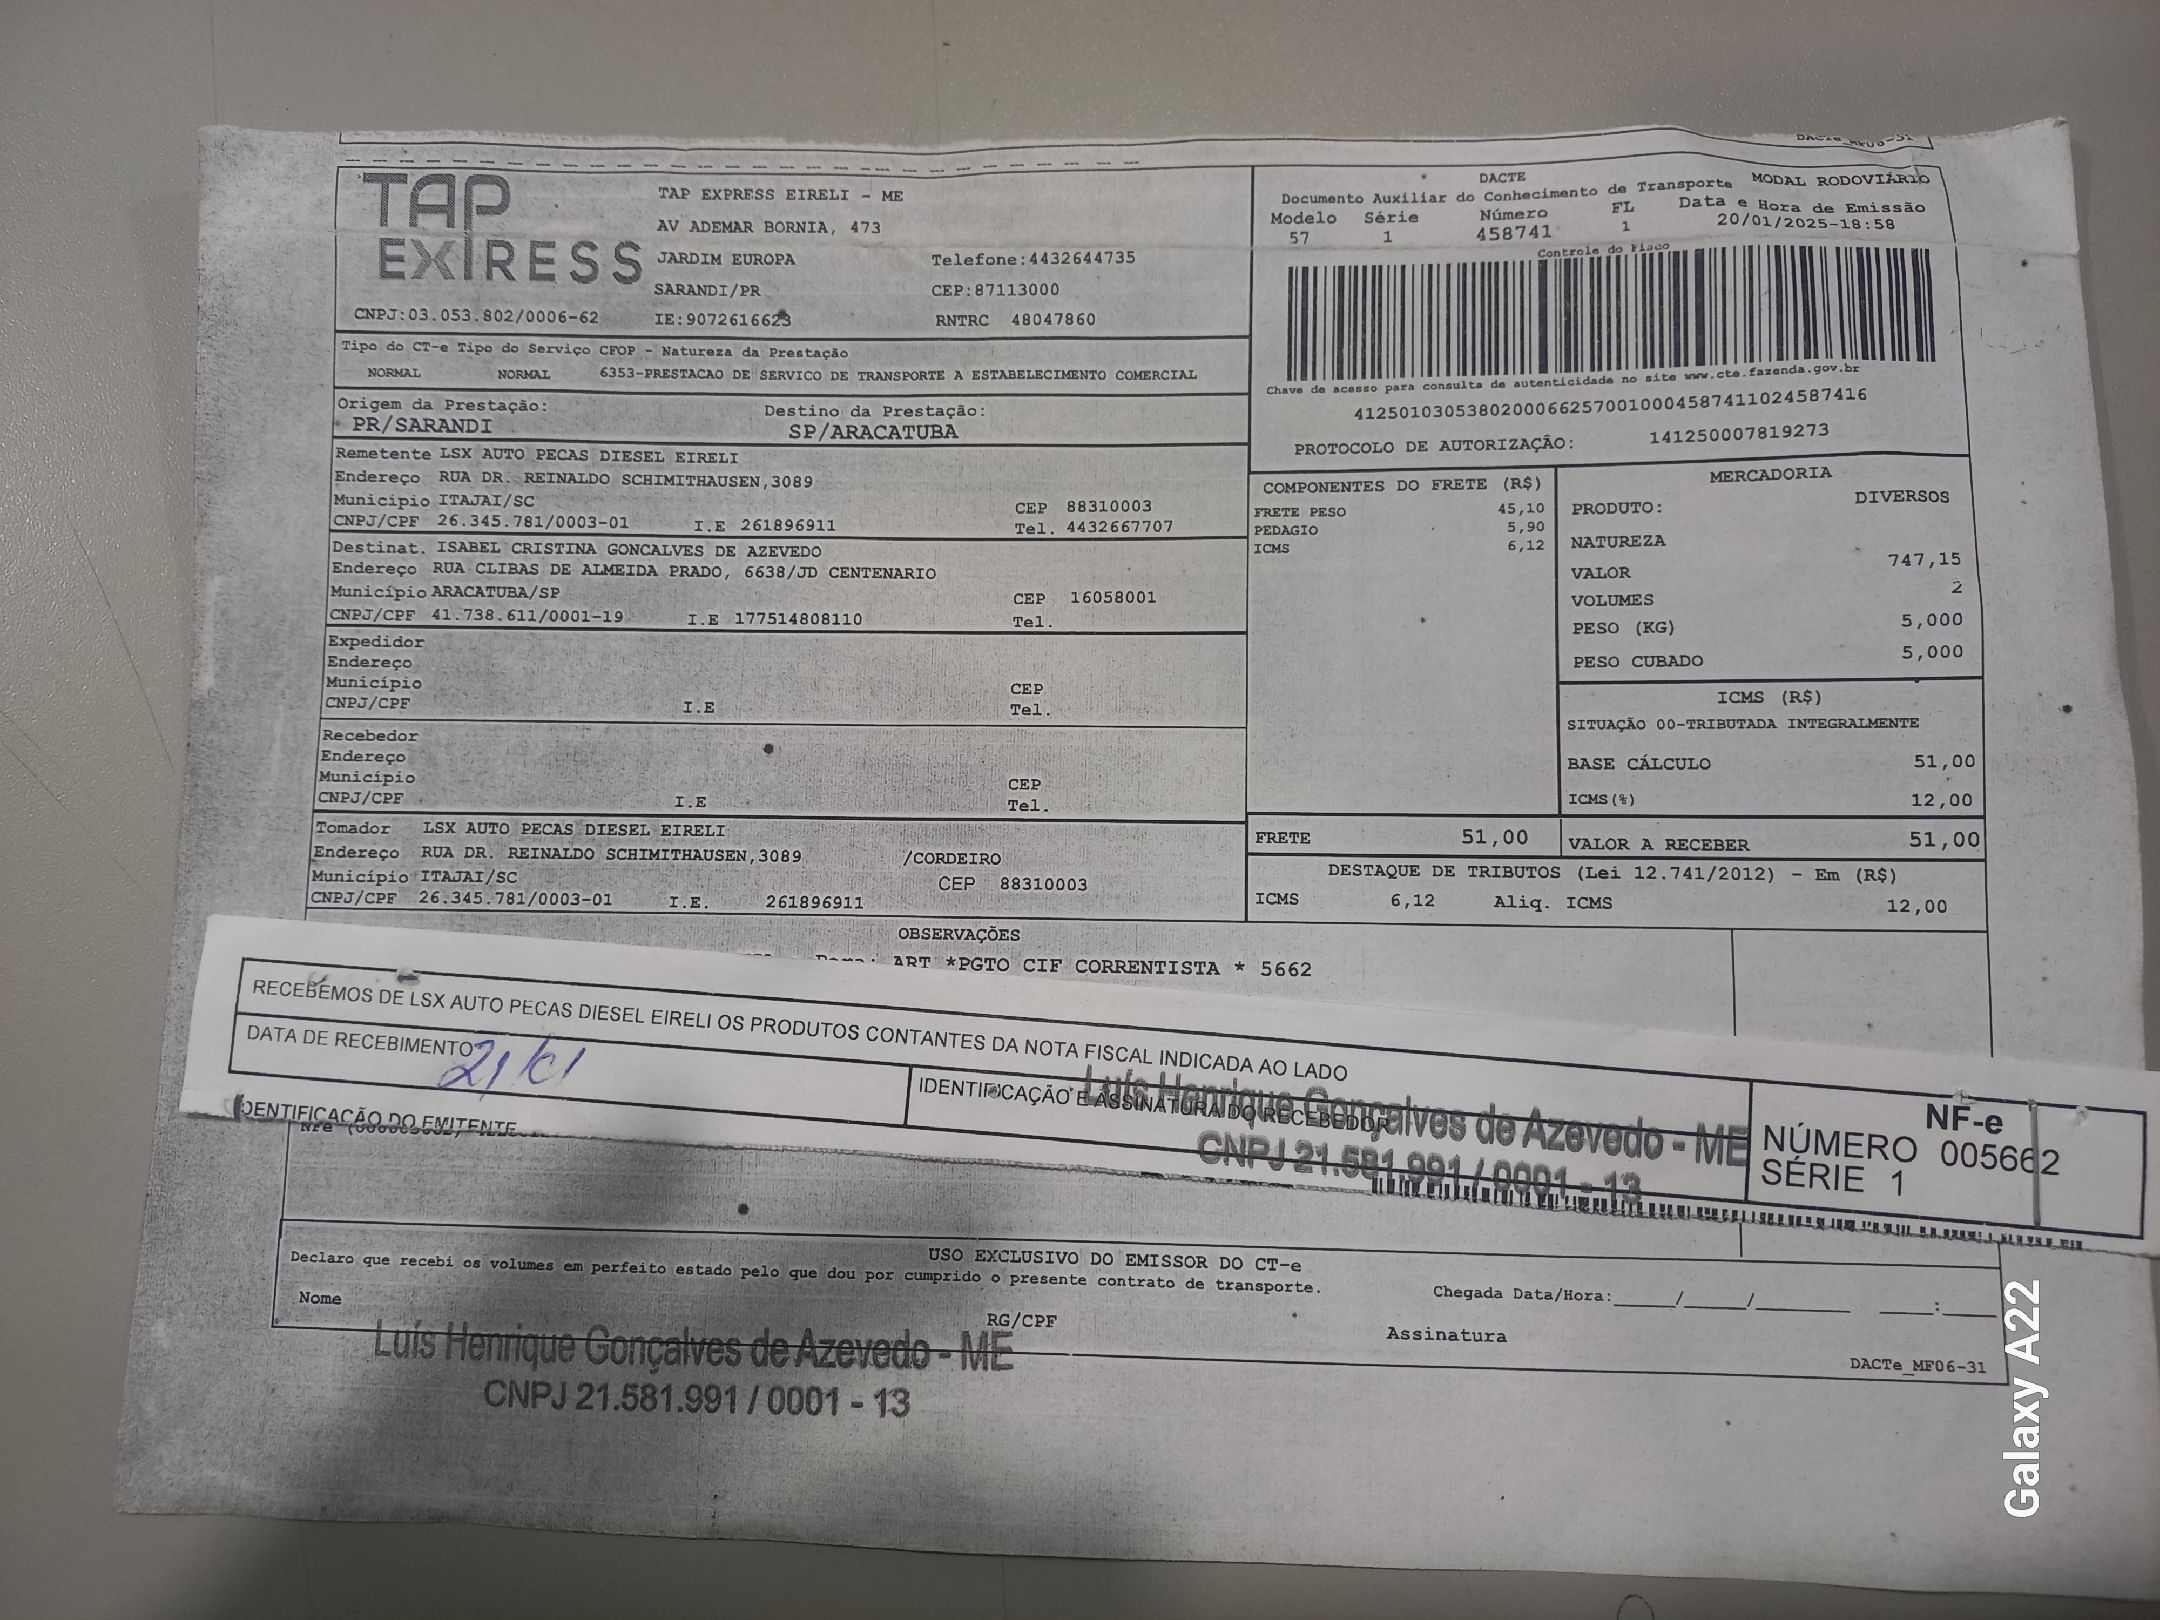 DACTe_MF06-31
TAP
EXPRESS
TAP EXPRESS EIRELI - ME
AV ADEMAR BORNIA, 473
JARDIM EUROPA Telefone:4432644735
SARANDI/PR CEP:87113000
CNPJ:03.053.802/0006-62 IE:9072616623 RNTRC 48047860
DACTE MODAL RODOVIÁRIO
Documento Auxiliar do Conhecimento de Transporte
Modelo Série Número FL Data e Hora de Emissão
57 1 458741 1 20/01/2025-18:58
Controle do Fisco
Chave de acesso para consulta de autenticidade no site www.cte.fazenda.gov.br
41250103053802000662570010004587411024587416
PROTOCOLO DE AUTORIZAÇÃO: 141250007819273
Tipo do CT-e Tipo do Serviço CFOP - Natureza da Prestação
NORMAL NORMAL 6353-PRESTACAO DE SERVICO DE TRANSPORTE A ESTABELECIMENTO COMERCIAL
Origem da Prestação: Destino da Prestação:
PR/SARANDI SP/ARACATUBA
Remetente LSX AUTO PECAS DIESEL EIRELI
Endereço RUA DR. REINALDO SCHIMITHAUSEN,3089
Município ITAJAI/SC CEP 88310003
CNPJ/CPF 26.345.781/0003-01 I.E 261896911 Tel. 4432667707
Destinat. ISABEL CRISTINA GONCALVES DE AZEVEDO
Endereço RUA CLIBAS DE ALMEIDA PRADO, 6638/JD CENTENARIO
Município ARACATUBA/SP CEP 16058001
CNPJ/CPF 41.738.611/0001-19 I.E 177514808110 Tel.
Expedidor
Endereço
Município CEP
CNPJ/CPF I.E Tel.
Recebedor
Endereço
Município CEP
CNPJ/CPF I.E Tel.
Tomador LSX AUTO PECAS DIESEL EIRELI
Endereço RUA DR. REINALDO SCHIMITHAUSEN,3089 /CORDEIRO
Município ITAJAI/SC CEP 88310003
CNPJ/CPF 26.345.781/0003-01 I.E. 261896911
COMPONENTES DO FRETE (R$)
FRETE PESO 45,10
PEDAGIO 5,90
ICMS 6,12
MERCADORIA
PRODUTO: DIVERSOS
NATUREZA
VALOR 747,15
VOLUMES 2
PESO (KG) 5,000
PESO CUBADO 5,000
ICMS (R$)
SITUAÇÃO 00-TRIBUTADA INTEGRALMENTE
BASE CÁLCULO 51,00
ICMS(%) 12,00
FRETE 51,00 VALOR A RECEBER 51,00
DESTAQUE DE TRIBUTOS (Lei 12.741/2012) - Em (R$)
ICMS 6,12 Aliq. ICMS 12,00
OBSERVAÇÕES
ART *PGTO CIF CORRENTISTA * 5662
RECEBEMOS DE LSX AUTO PECAS DIESEL EIRELI OS PRODUTOS CONTANTES DA NOTA FISCAL INDICADA AO LADO
DATA DE RECEBIMENTO
21/01
IDENTIFICAÇÃO E ASSINATURA DO RECEBEDOR
Luís Henrique Gonçalves de Azevedo - ME
CNPJ 21.581.991 / 0001 - 13
NF-e
NÚMERO 005662
SÉRIE 1
IDENTIFICAÇÃO DO EMITENTE
USO EXCLUSIVO DO EMISSOR DO CT-e
Declaro que recebi os volumes em perfeito estado pelo que dou por cumprido o presente contrato de transporte.
Nome RG/CPF Assinatura Chegada Data/Hora:_____/_____/________ _____:_____
Luís Henrique Gonçalves de Azevedo - ME
CNPJ 21.581.991 / 0001 - 13
DACTe_MF06-31
Galaxy A22